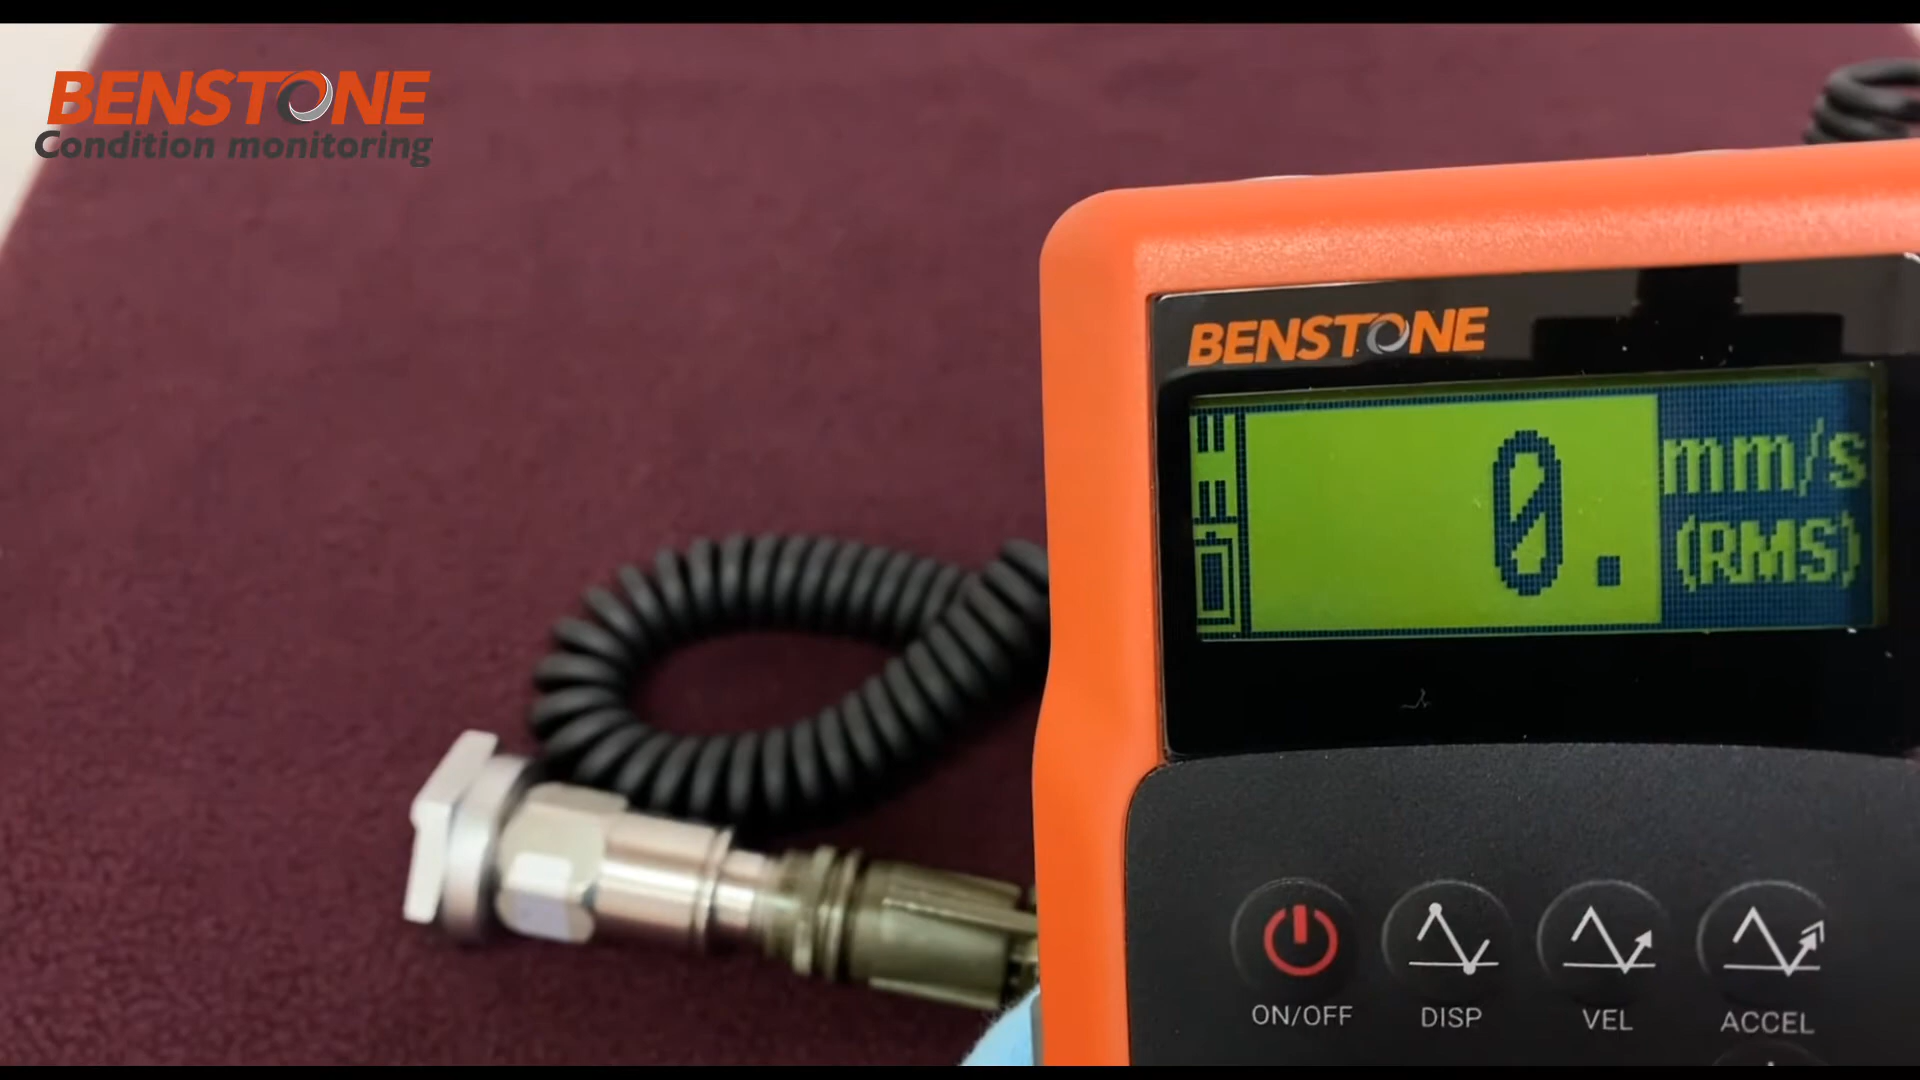 BENSTONE
Condition monitoring
BENSTONE
0.
mm/s
(RMS)
ON/OFF
DISP
VEL
ACCEL